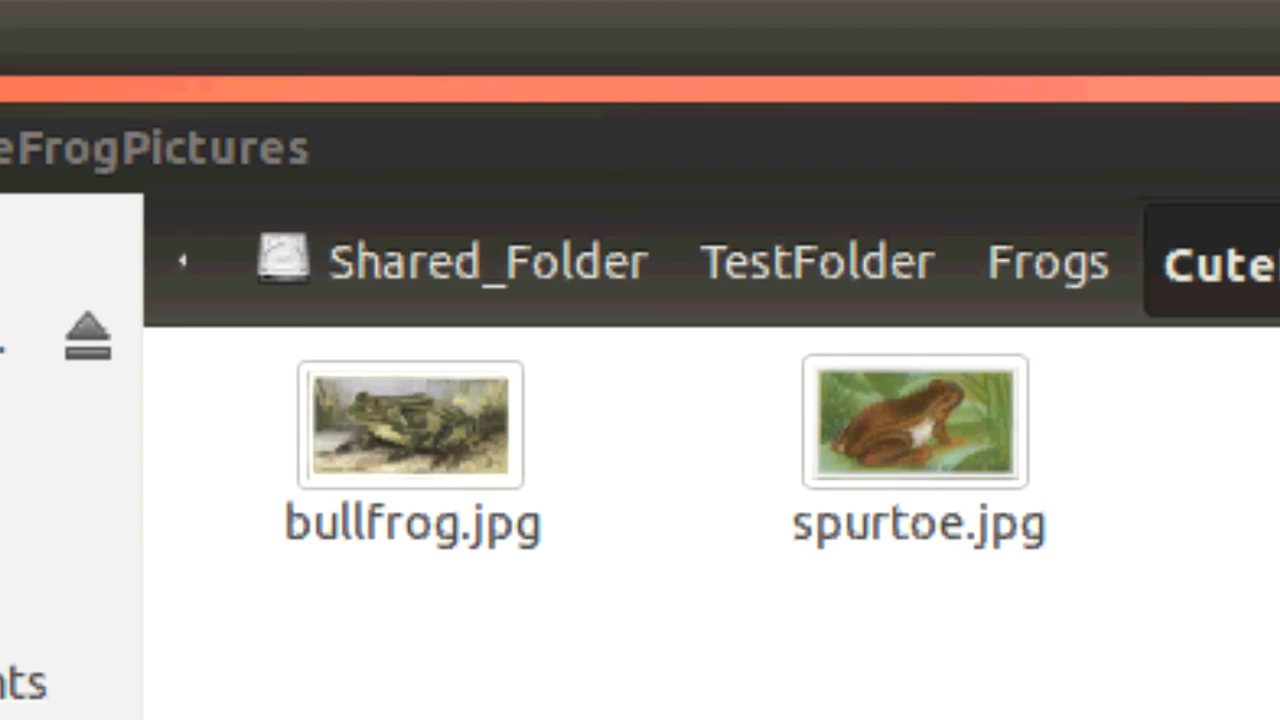 eFrogPictures
Shared_Folder TestFolder Frogs Cute
bullfrog.jpg spurtoe.jpg
nts